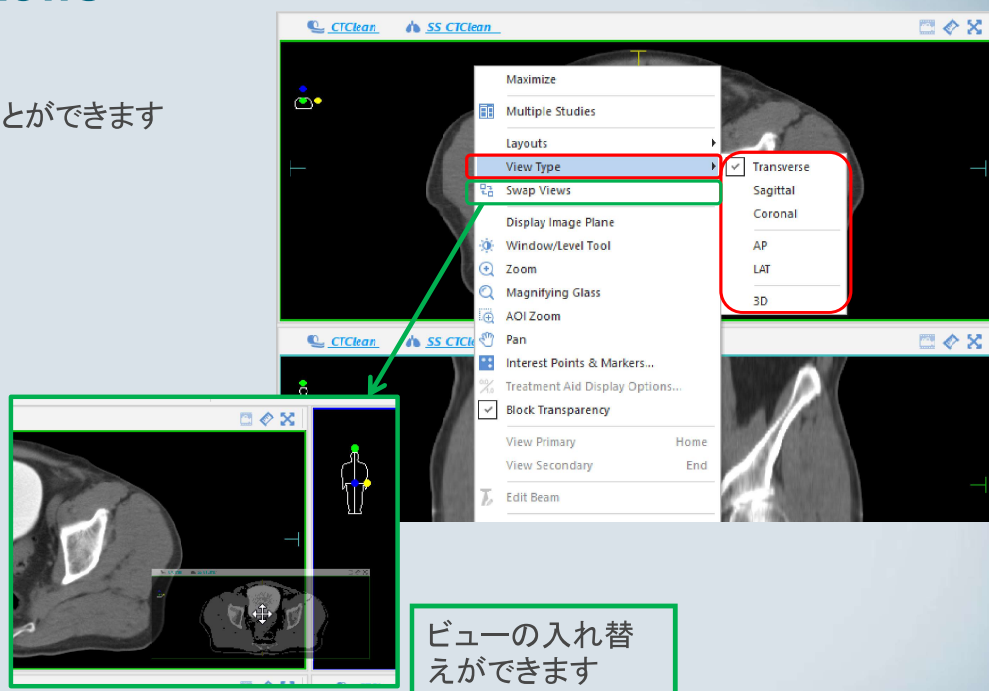 CTClean SS CTClean
とができます
Maximize
Multiple Studies
Layouts
View Type
Transverse
Swap Views
Sagittal
Coronal
Display Image Plane
Window/Level Tool
AP
Zoom
LAT
Magnifying Glass
3D
AOI Zoom
Pan
CTClean SS CTCle
Interest Points & Markers...
Treatment Aid Display Options...
Block Transparency
View Primary Home
View Secondary End
Edit Beam
ビューの入れ替
えができます